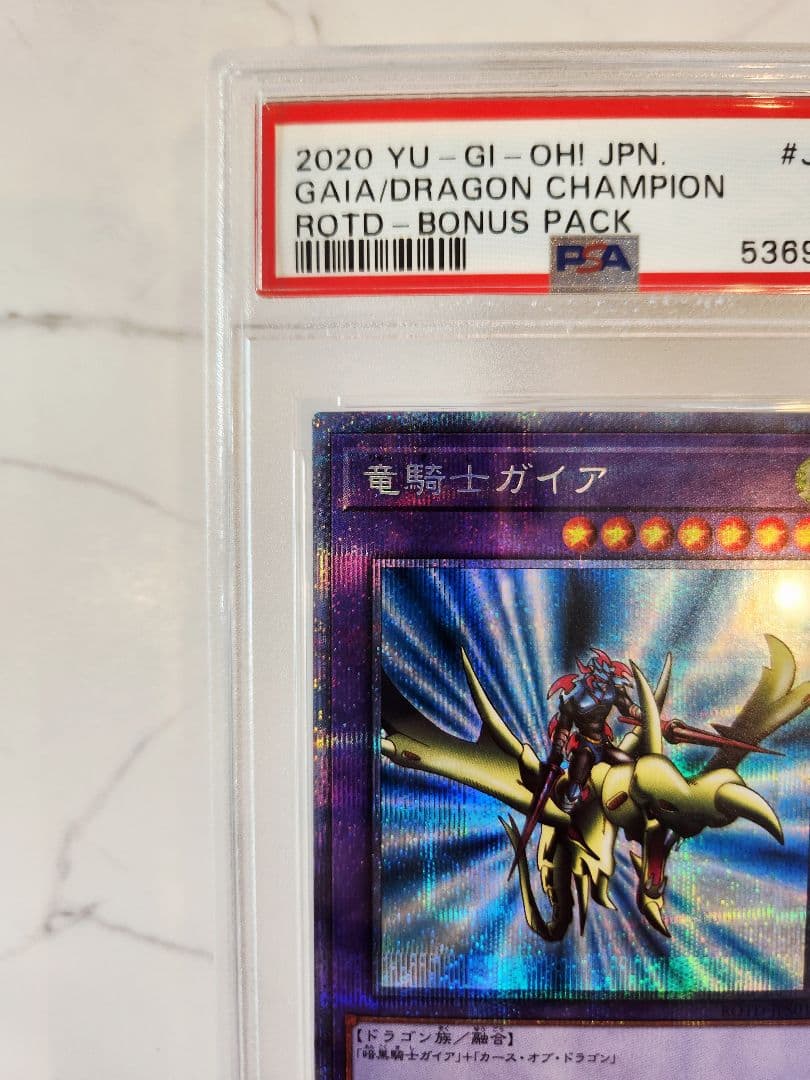 2020 YU-GI-OH! JPN. #J
GAIA/DRAGON CHAMPION
ROTD-BONUS PACK
PSA 5369
竜騎士ガイア
【ドラゴン族/融合】
「暗黒騎士ガイア」+「カース・オブ・ドラゴン」